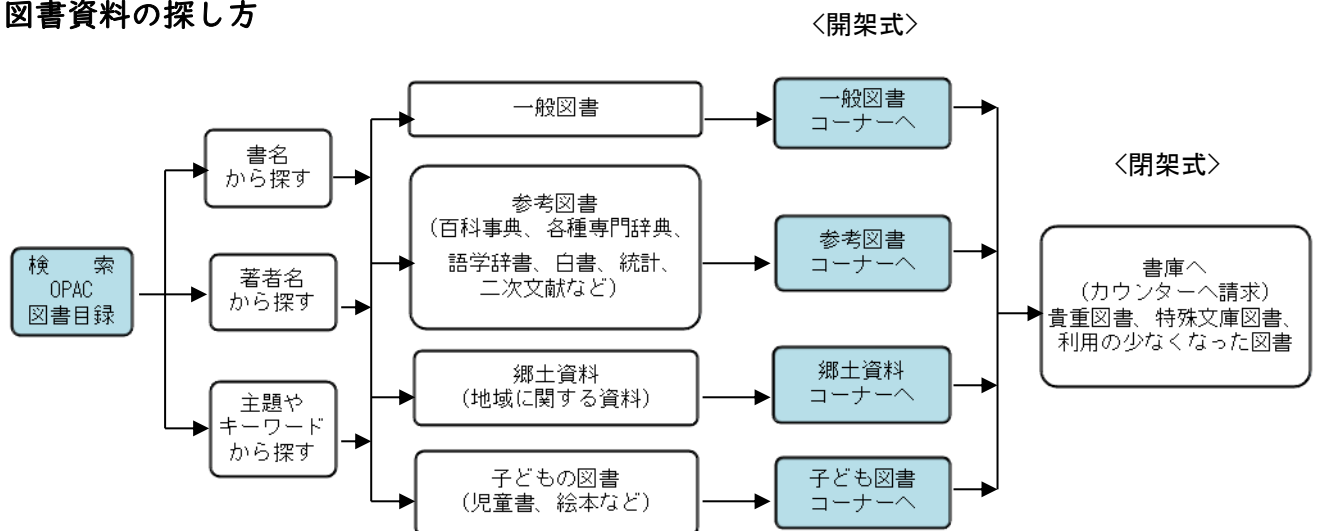 図書資料の探し方
〈開架式〉
〈閉架式〉
検　　索
OPAC
図書目録
書名
から探す
著者名
から探す
主題や
キーワード
から探す
一般図書
参考図書
(百科事典、各種専門辞典、
語学辞書、白書、統計、
二次文献など)
郷土資料
(地域に関する資料)
子どもの図書
(児童書、絵本など)
一般図書
コーナーへ
参考図書
コーナーへ
郷土資料
コーナーへ
子ども図書
コーナーへ
書庫へ
(カウンターへ請求)
貴重図書、特殊文庫図書、
利用の少なくなった図書